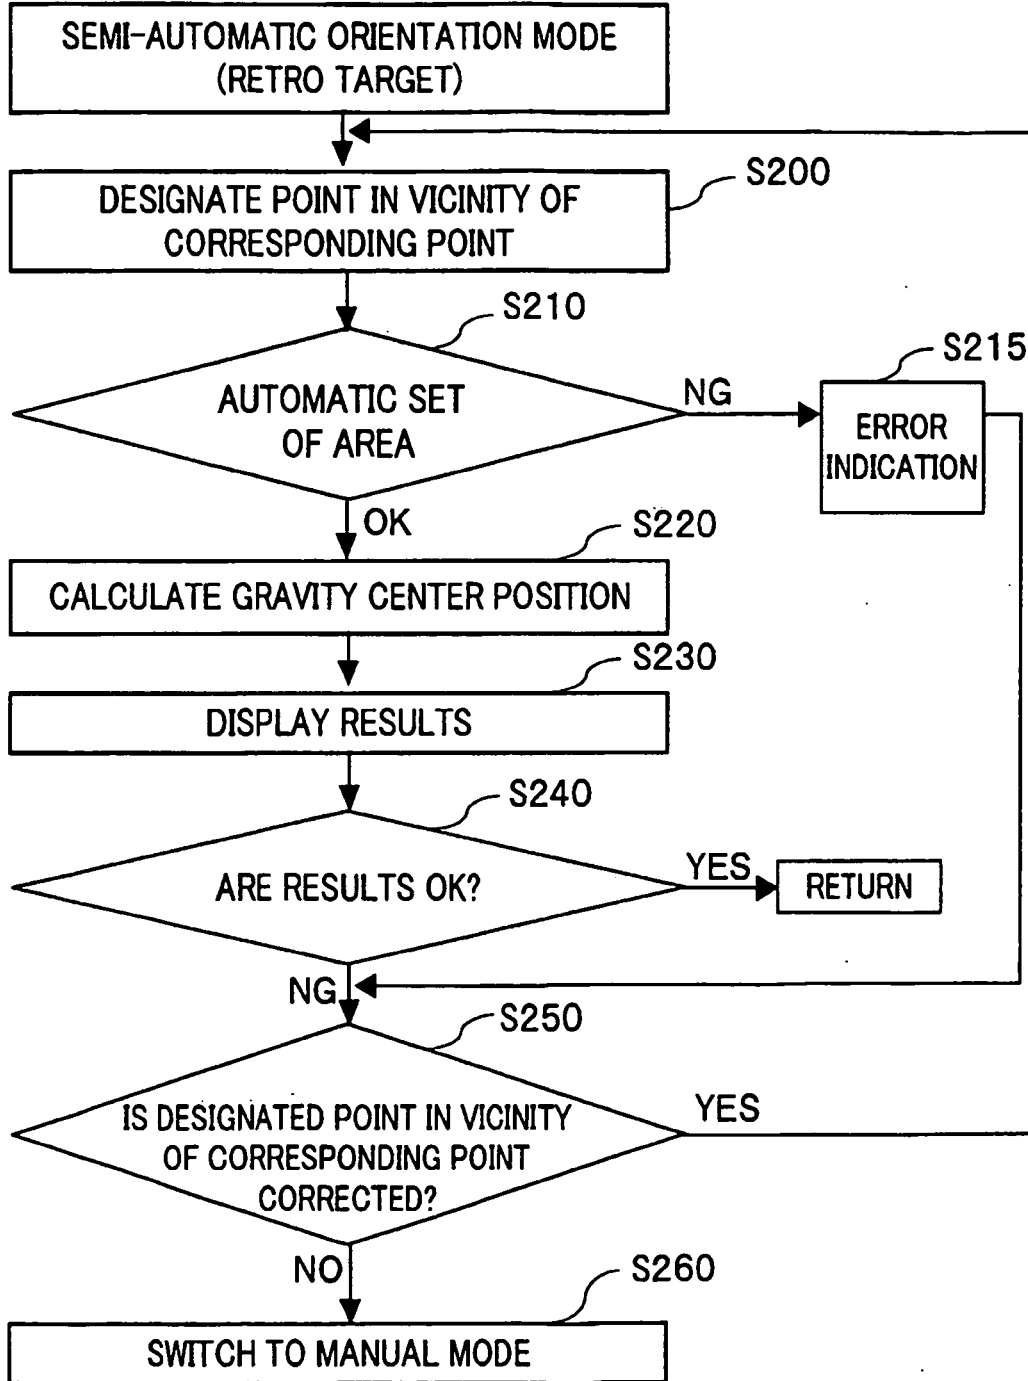 SEMI-AUTOMATIC ORIENTATION MODE
(RETRO TARGET)
S200
DESIGNATE POINT IN VICINITY OF
CORRESPONDING POINT
S210
S215
AUTOMATIC SET
OF AREA
NG
ERROR
INDICATION
OK
S220
CALCULATE GRAVITY CENTER POSITION
S230
DISPLAY RESULTS
S240
ARE RESULTS OK?
YES
RETURN
NG
S250
IS DESIGNATED POINT IN VICINITY
OF CORRESPONDING POINT
CORRECTED?
YES
NO
S260
SWITCH TO MANUAL MODE